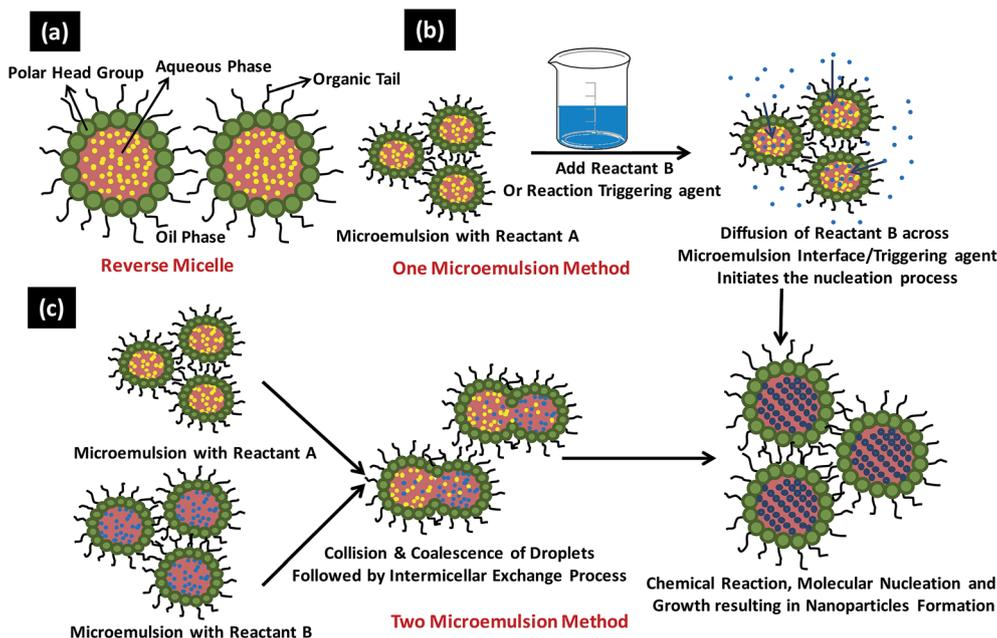 (a)
Polar Head Group
Aqueous Phase
Organic Tail
Oil Phase
Reverse Micelle
(b)
Microemulsion with Reactant A
Add Reactant B
Or Reaction Triggering agent
One Microemulsion Method
Diffusion of Reactant B across
Microemulsion Interface/Triggering agent
Initiates the nucleation process
(c)
Microemulsion with Reactant A
Microemulsion with Reactant B
Collision & Coalescence of Droplets
Followed by Intermicellar Exchange Process
Two Microemulsion Method
Chemical Reaction, Molecular Nucleation and
Growth resulting in Nanoparticles Formation